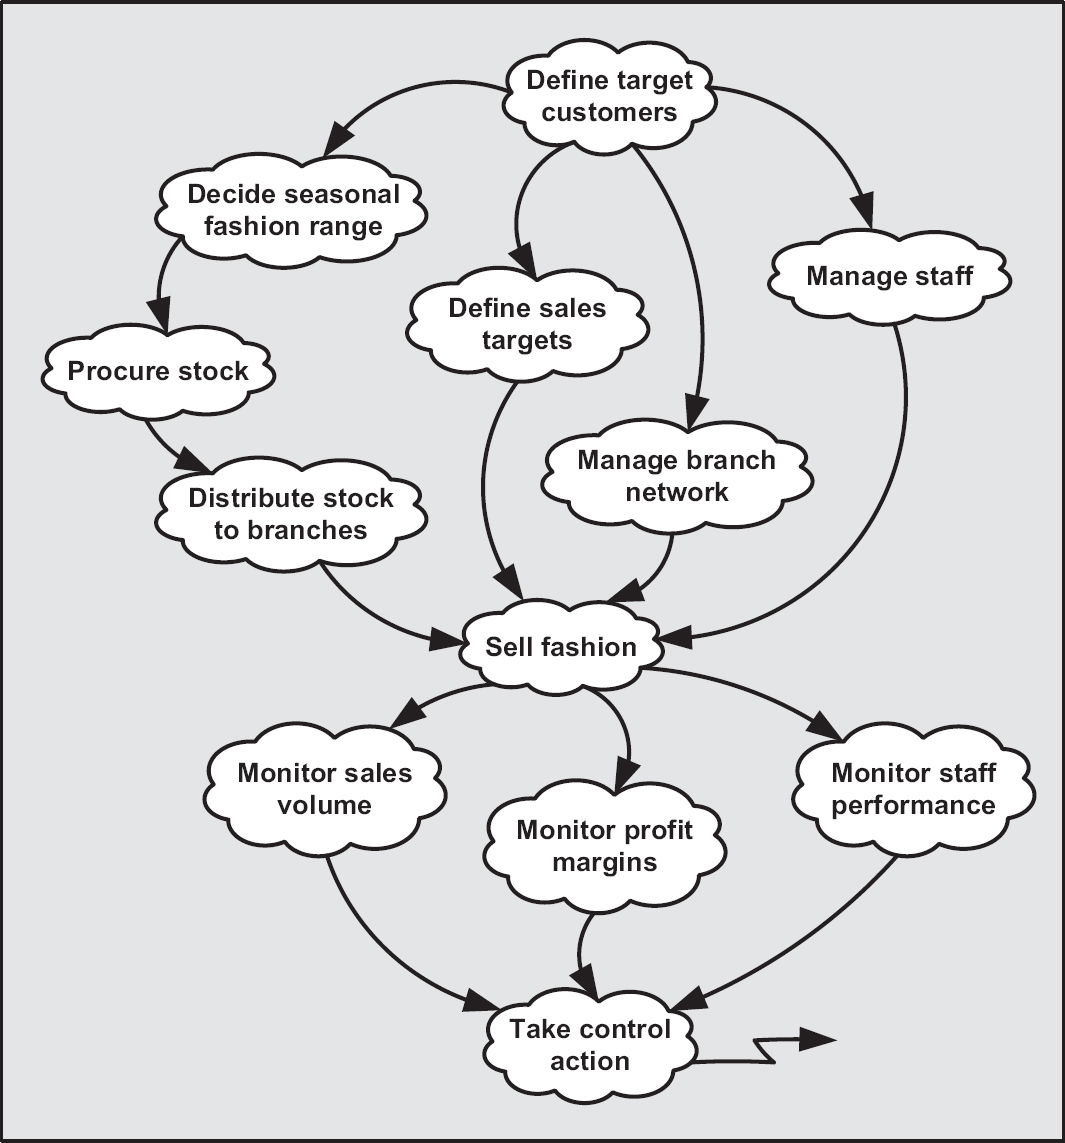 Define target
customers
Decide seasonal
fashion range
Manage staff
Define sales
targets
Procure stock
Manage branch
network
Distribute stock
to branches
Sell fashion
Monitor sales
volume
Monitor profit
margins
Monitor staff
performance
Take control
action